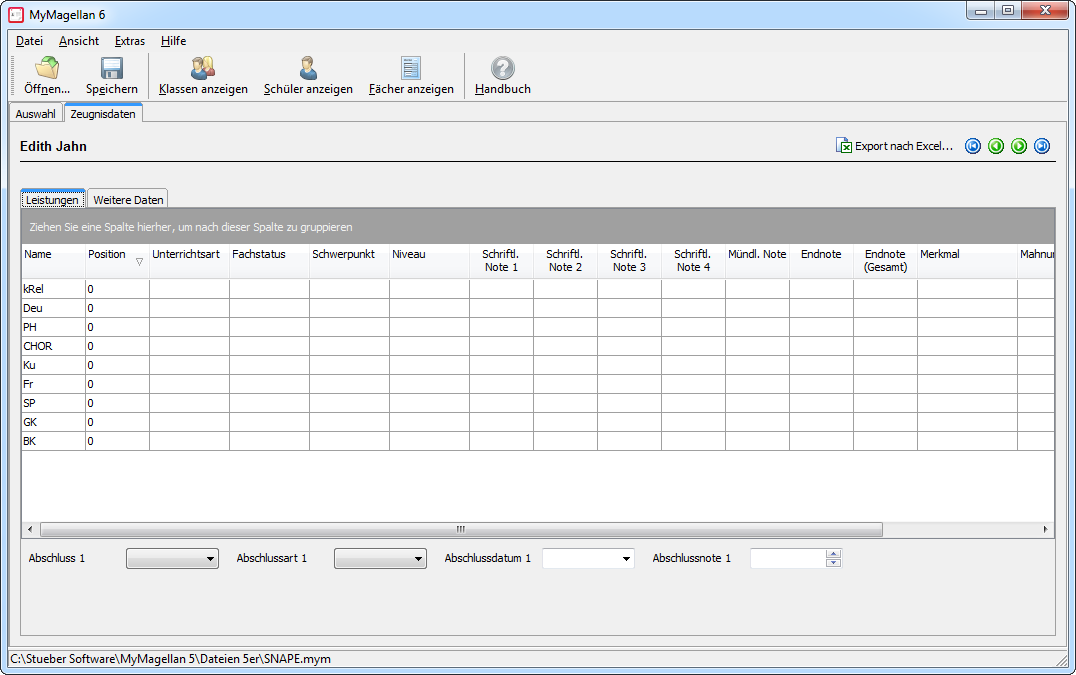 MyMagellan 6
Datei Ansicht Extras Hilfe
Öffnen... Speichern Klassen anzeigen Schüler anzeigen Fächer anzeigen Handbuch
Auswahl Zeugnisdaten
Edith Jahn Export nach Excel...
Leistungen Weitere Daten
Ziehen Sie eine Spalte hierher, um nach dieser Spalte zu gruppieren
Name Position Unterrichtsart Fachstatus Schwerpunkt Niveau Schriftl. Note 1 Schriftl. Note 2 Schriftl. Note 3 Schriftl. Note 4 Mündl. Note Endnote Endnote (Gesamt) Merkmal Mahnun
kRel 0
Deu 0
PH 0
CHOR 0
Ku 0
Fr 0
SP 0
GK 0
BK 0
Abschluss 1 Abschlussart 1 Abschlussdatum 1 Abschlussnote 1
C:\Stueber Software\MyMagellan 5\Dateien 5er\SNAPE.mym